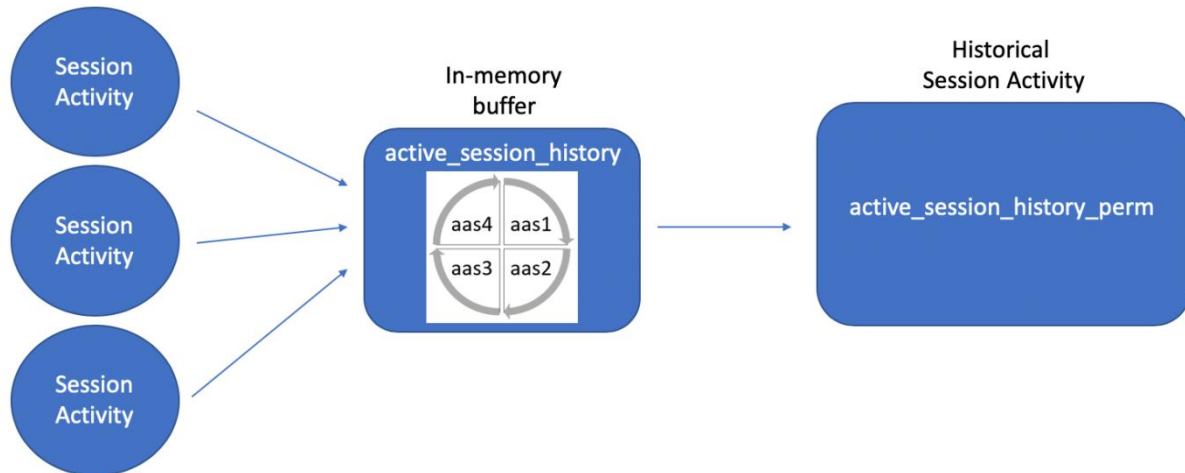 Session
Activity
Session
Activity
Session
Activity
In-memory
buffer
active_session_history
aas4
aas1
aas3
aas2
Historical
Session Activity
active_session_history_perm